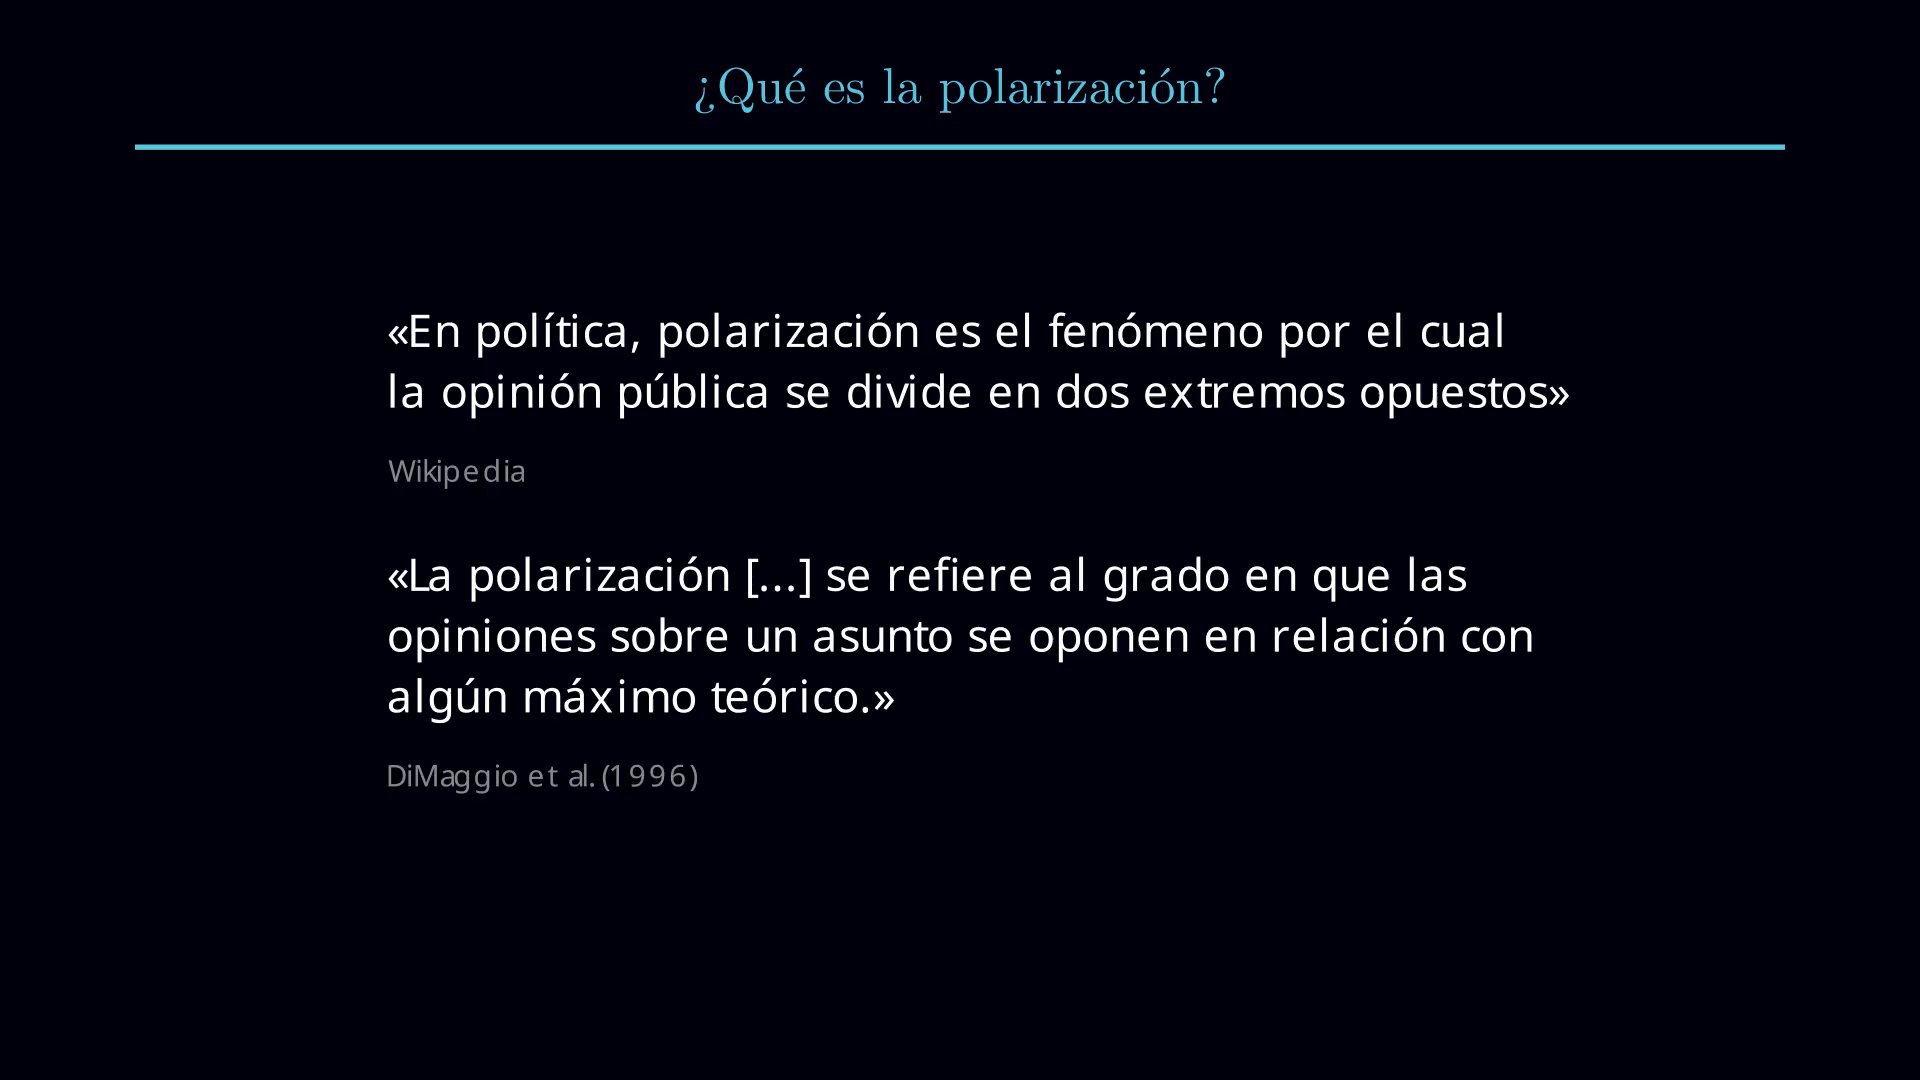 ¿Qué es la polarización?
«En política, polarización es el fenómeno por el cual
la opinión pública se divide en dos extremos opuestos»
Wikipedia
«La polarización [...] se refiere al grado en que las
opiniones sobre un asunto se oponen en relación con
algún máximo teórico.»
DiMaggio et al. (1996)